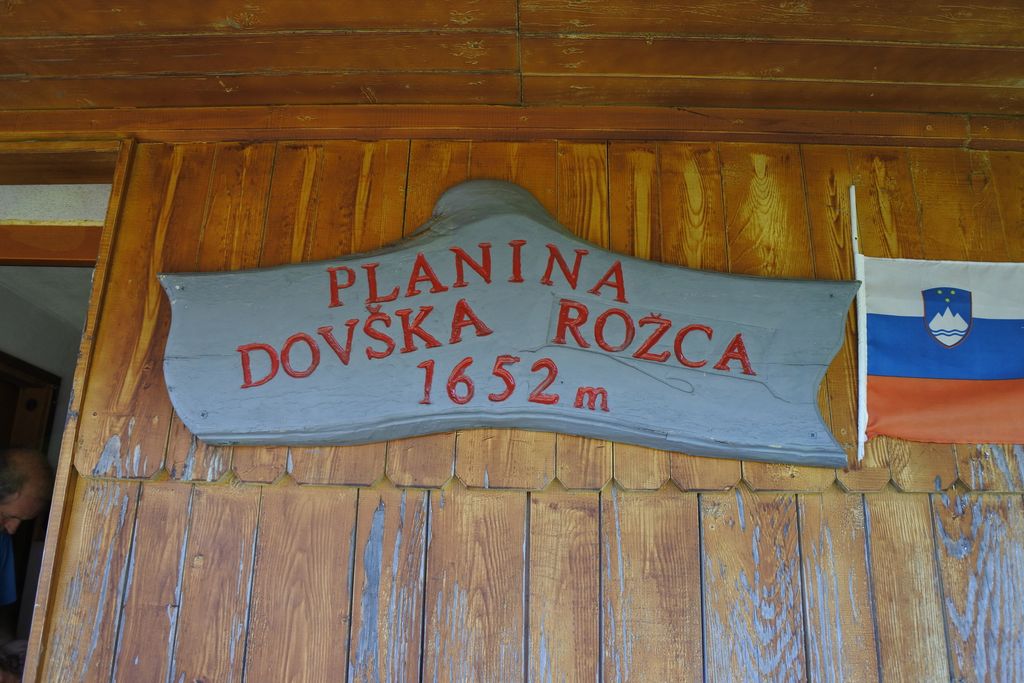 PLANINA
DOVŠKA ROŽCA
1652 m